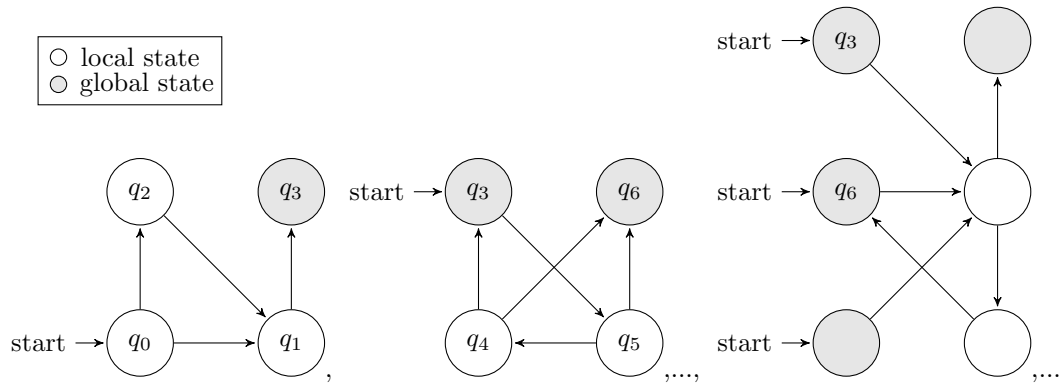 start q₃
local state
global state
q₂ q₃ start q₃ q₆ start q₆
start q₀ q₁ , q₄ q₅ ,..., start ,...